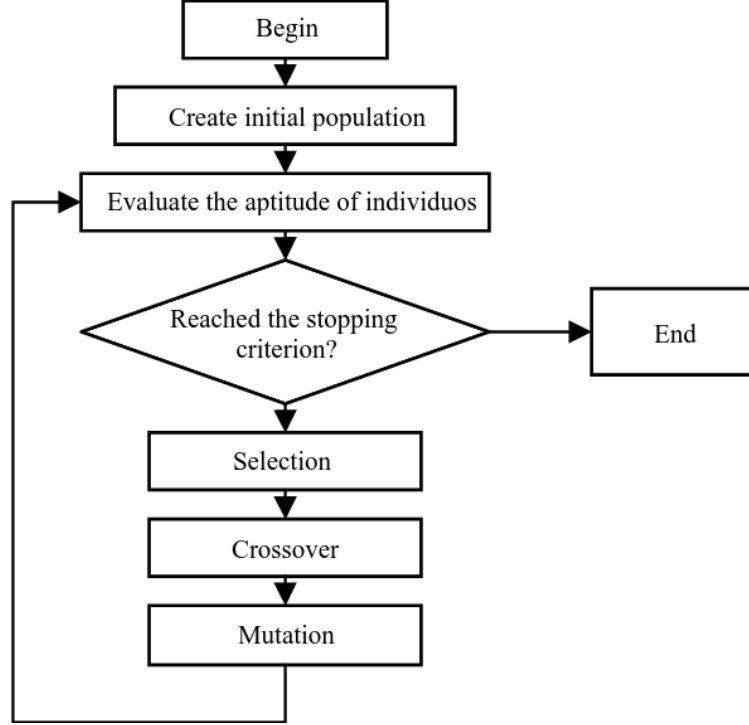 Begin
Create initial population
Evaluate the aptitude of individuos
Reached the stopping
criterion?
End
Selection
Crossover
Mutation